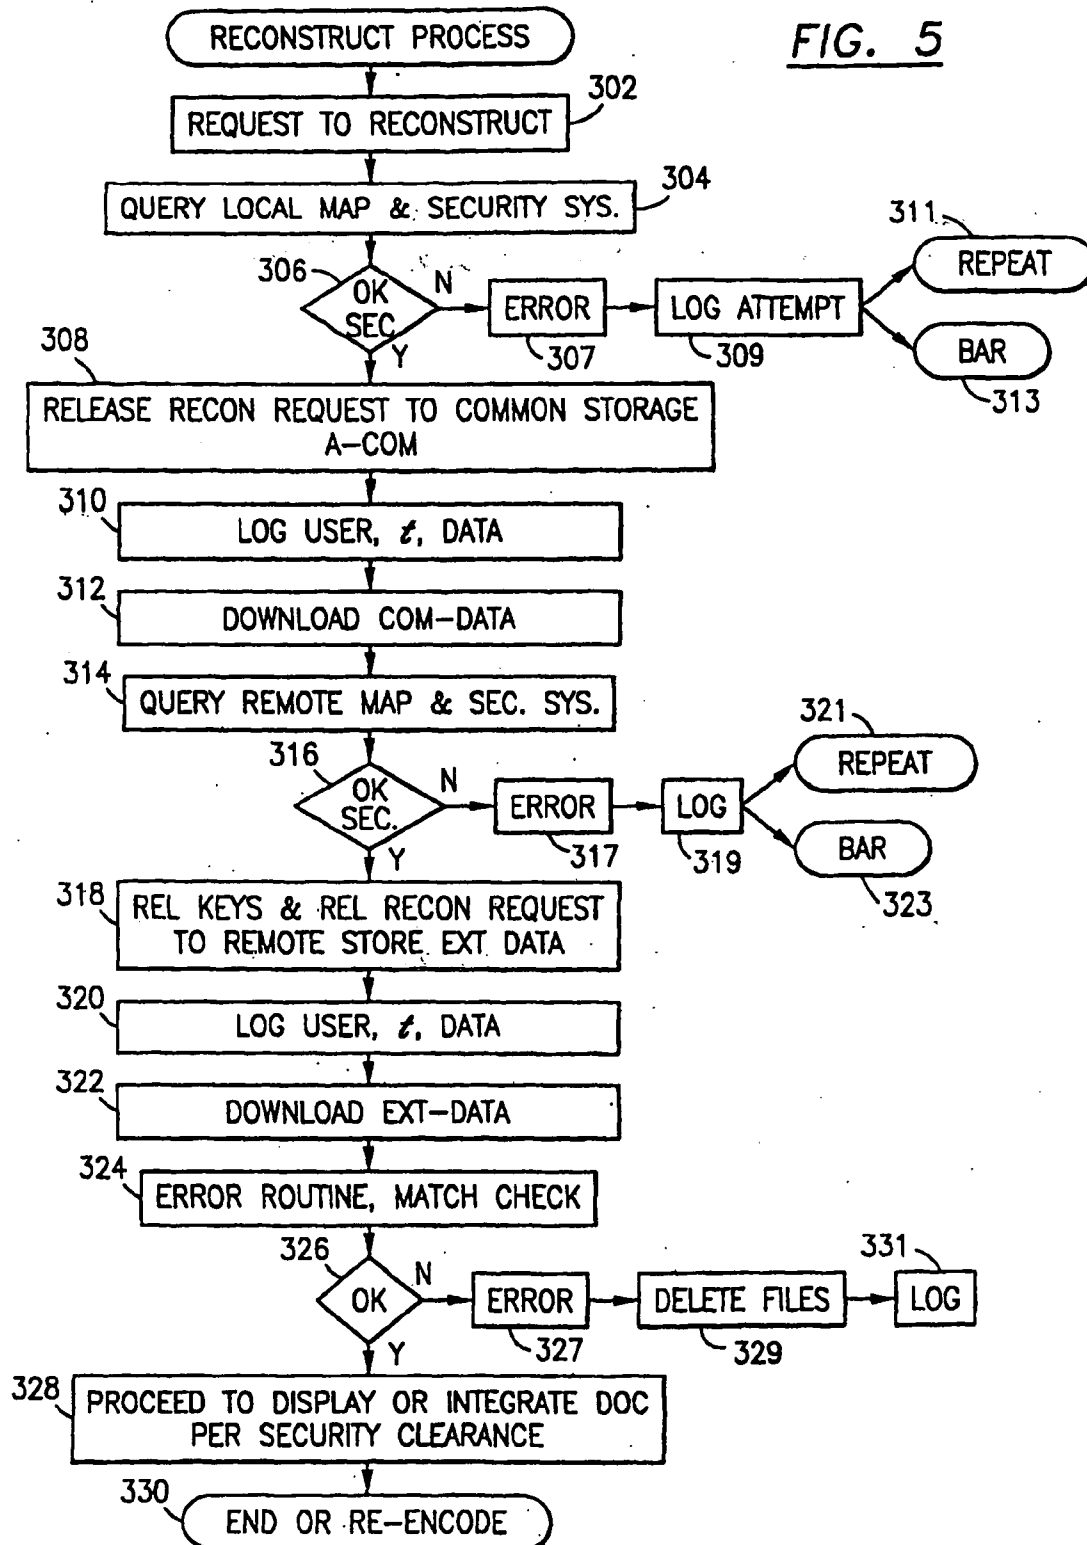 RECONSTRUCT PROCESS
FIG. 5
302
REQUEST TO RECONSTRUCT
304
QUERY LOCAL MAP & SECURITY SYS.
306
OK
SEC
N
Y
ERROR
307
LOG ATTEMPT
309
311
REPEAT
BAR
313
308
RELEASE RECON REQUEST TO COMMON STORAGE
A-COM
310
LOG USER, t, DATA
312
DOWNLOAD COM-DATA
314
QUERY REMOTE MAP & SEC. SYS.
316
OK
SEC.
N
Y
ERROR
317
LOG
319
321
REPEAT
BAR
323
318
REL KEYS & REL RECON REQUEST
TO REMOTE STORE EXT DATA
320
LOG USER, t, DATA
322
DOWNLOAD EXT-DATA
324
ERROR ROUTINE, MATCH CHECK
326
OK
N
Y
ERROR
327
DELETE FILES
329
331
LOG
328
PROCEED TO DISPLAY OR INTEGRATE DOC
PER SECURITY CLEARANCE
330
END OR RE-ENCODE